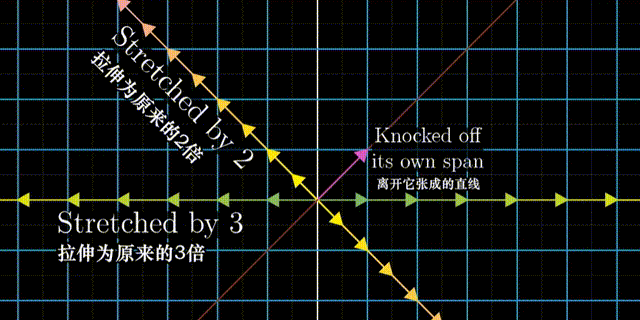 Stretched by 2
拉伸为原来的2倍
Knocked off
its own span
离开它张成的直线
Stretched by 3
拉伸为原来的3倍